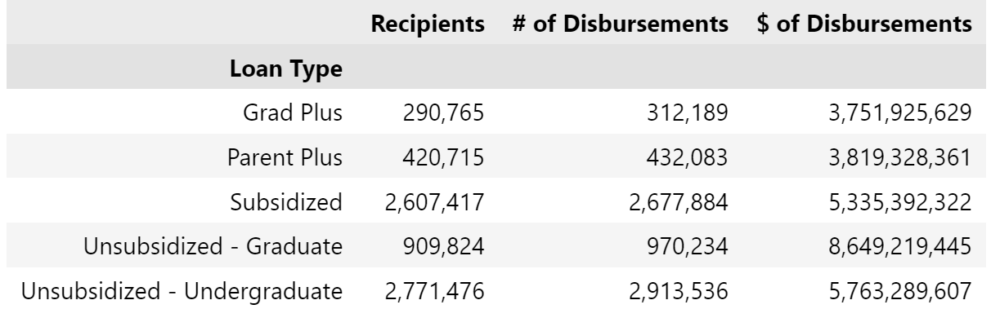 Recipients # of Disbursements $ of Disbursements
Loan Type
Grad Plus 290,765 312,189 3,751,925,629
Parent Plus 420,715 432,083 3,819,328,361
Subsidized 2,607,417 2,677,884 5,335,392,322
Unsubsidized - Graduate 909,824 970,234 8,649,219,445
Unsubsidized - Undergraduate 2,771,476 2,913,536 5,763,289,607